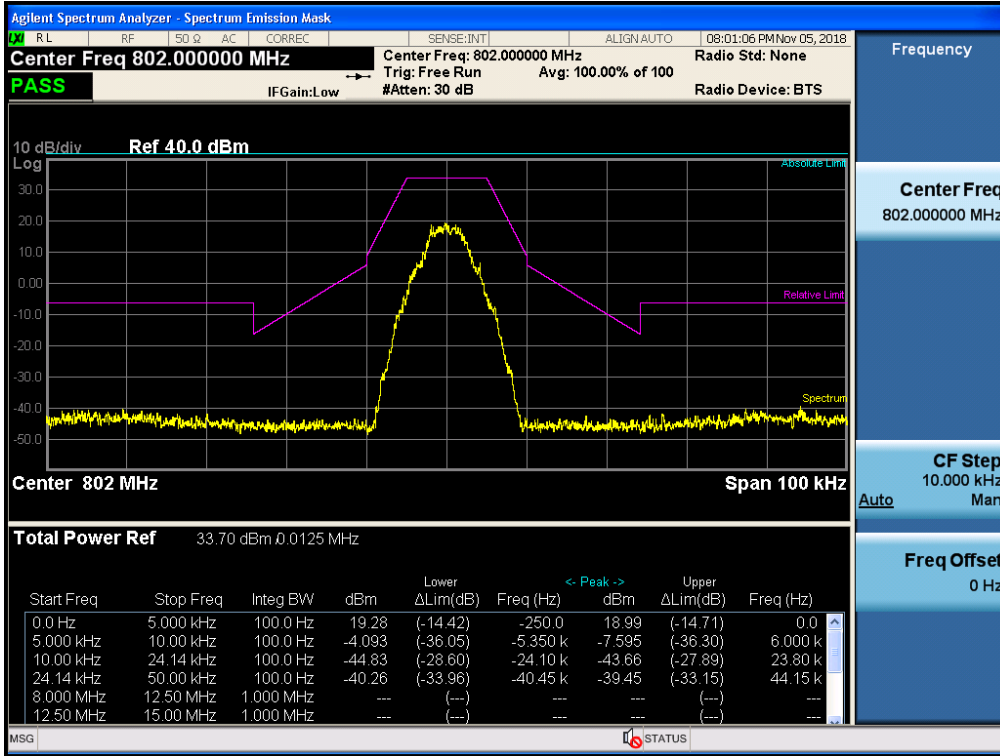 Agilent Spectrum Analyzer - Spectrum Emission Mask
LXI RL RF 50 Ω AC CORREC SENSE:INT ALIGN AUTO 08:01:06 PM Nov 05, 2018
Center Freq 802.000000 MHz
Center Freq: 802.000000 MHz Radio Std: None
Trig: Free Run Avg: 100.00% of 100
PASS
IFGain:Low #Atten: 30 dB Radio Device: BTS
10 dB/div Ref 40.0 dBm
Log
Absolute Limit
30.0
20.0
10.0
0.00
Relative Limit
-10.0
-20.0
-30.0
Spectrum
-40.0
-50.0
Center 802 MHz Span 100 kHz
Total Power Ref 33.70 dBm /0.0125 MHz
Lower <- Peak -> Upper
Start Freq Stop Freq Integ BW dBm ΔLim(dB) Freq (Hz) dBm ΔLim(dB) Freq (Hz)
0.0 Hz 5.000 kHz 100.0 Hz 19.28 (-14.42) -250.0 18.99 (-14.71) 0.0
5.000 kHz 10.00 kHz 100.0 Hz -4.093 (-36.05) -5.350 k -7.595 (-36.30) 6.000 k
10.00 kHz 24.14 kHz 100.0 Hz -44.83 (-28.60) -24.10 k -43.66 (-27.89) 23.80 k
24.14 kHz 50.00 kHz 100.0 Hz -40.26 (-33.96) -40.45 k -39.45 (-33.15) 44.15 k
8.000 MHz 12.50 MHz 1.000 MHz --- (---) --- --- (---) ---
12.50 MHz 15.00 MHz 1.000 MHz --- (---) --- --- (---) ---
MSG STATUS
Frequency
Center Freq
802.000000 MHz
CF Step
10.000 kHz
Auto Man
Freq Offset
0 Hz